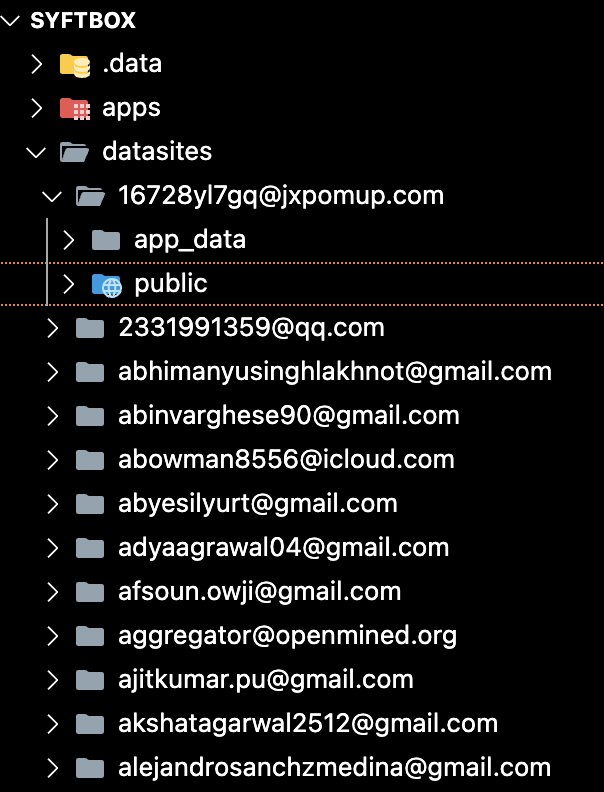 SYFTBOX
.data
apps
datasites
16728yl7gq@jxpomup.com
app_data
public
2331991359@qq.com
abhimanyusinghlakhnot@gmail.com
abinvarghese90@gmail.com
abowman8556@icloud.com
abyesilyurt@gmail.com
adyaagrawal04@gmail.com
afsoun.owji@gmail.com
aggregator@openmined.org
ajitkumar.pu@gmail.com
akshatagarwal2512@gmail.com
alejandrosanchzmedina@gmail.com